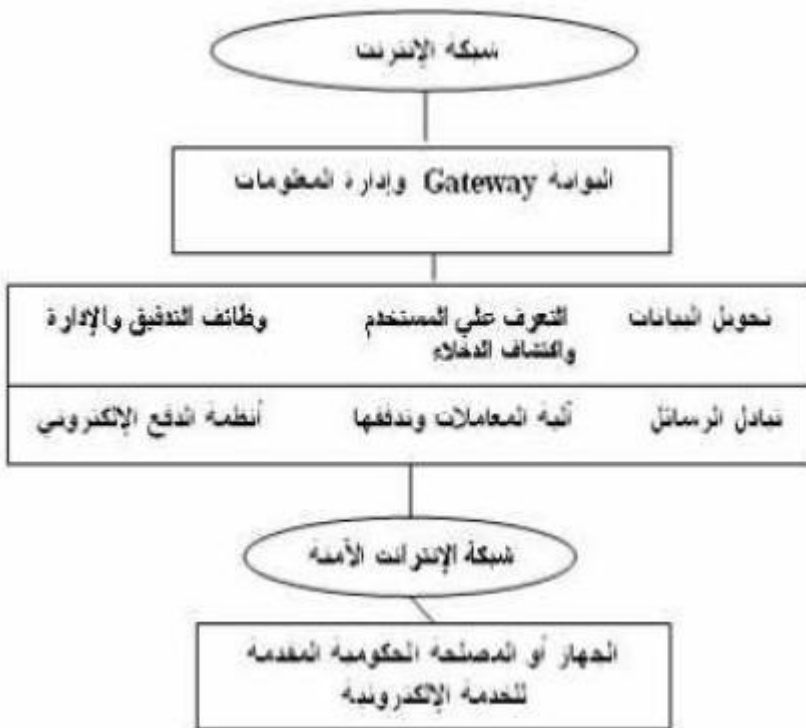 شبكة الإنترنت
البوابة Gateway وإدارة المعلومات
تحويل البيانات التعرف علي المستخدم وظائف التدقيق والإدارة
واكتشاف الدخلاء
تبادل الرسائل آلية المعاملات وتدفقها أنظمة الدفع الإلكتروني
شبكة الإنترانت الآمنة
الجهاز أو المصلحة الحكومية المقدمة
للخدمة الإلكترونية